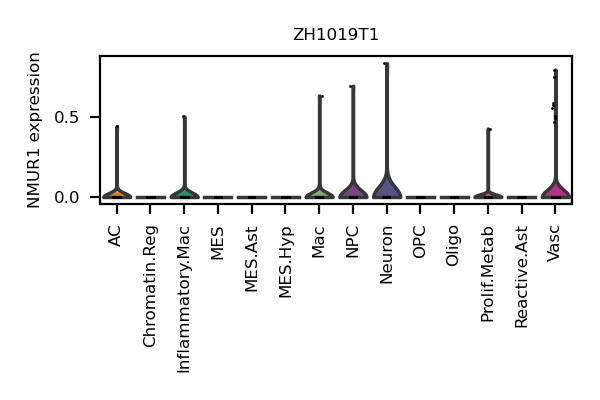 ZH1019T1
NMUR1 expression
0.5
0.0
AC
Chromatin.Reg
Inflammatory.Mac
MES
MES.Ast
MES.Hyp
Mac
NPC
Neuron
OPC
Oligo
Prolif.Metab
Reactive.Ast
Vasc